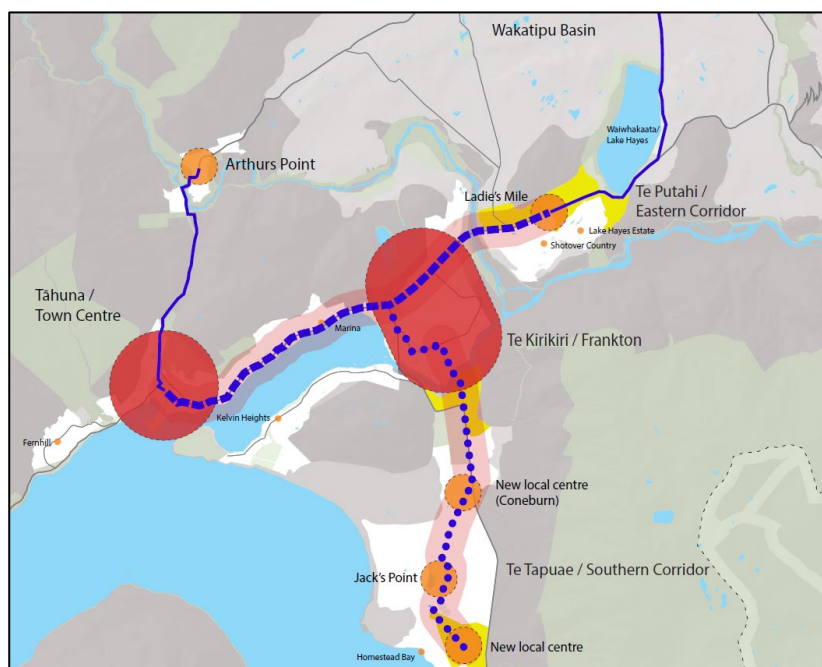 Wakatipu Basin
Waiwhakaata/
Lake Hayes
Arthurs Point
Ladie's Mile
Te Putahi /
Eastern Corridor
Lake Hayes Estate
Shotover Country
Tāhuna /
Town Centre
Marina
Te Kirikiri / Frankton
Kelvin Heights
Fernhill
New local centre
(Coneburn)
Te Tapuae / Southern Corridor
Jack's Point
New local centre
Homestead Bay